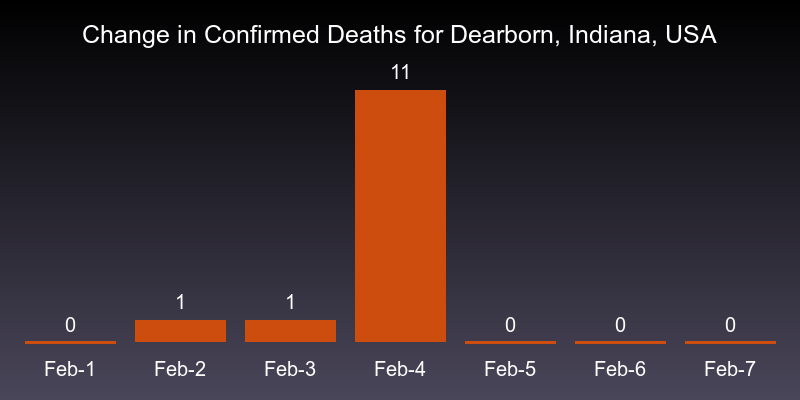 Change in Confirmed Deaths for Dearborn, Indiana, USA
11
1 1
0 0 0 0
Feb-1 Feb-2 Feb-3 Feb-4 Feb-5 Feb-6 Feb-7